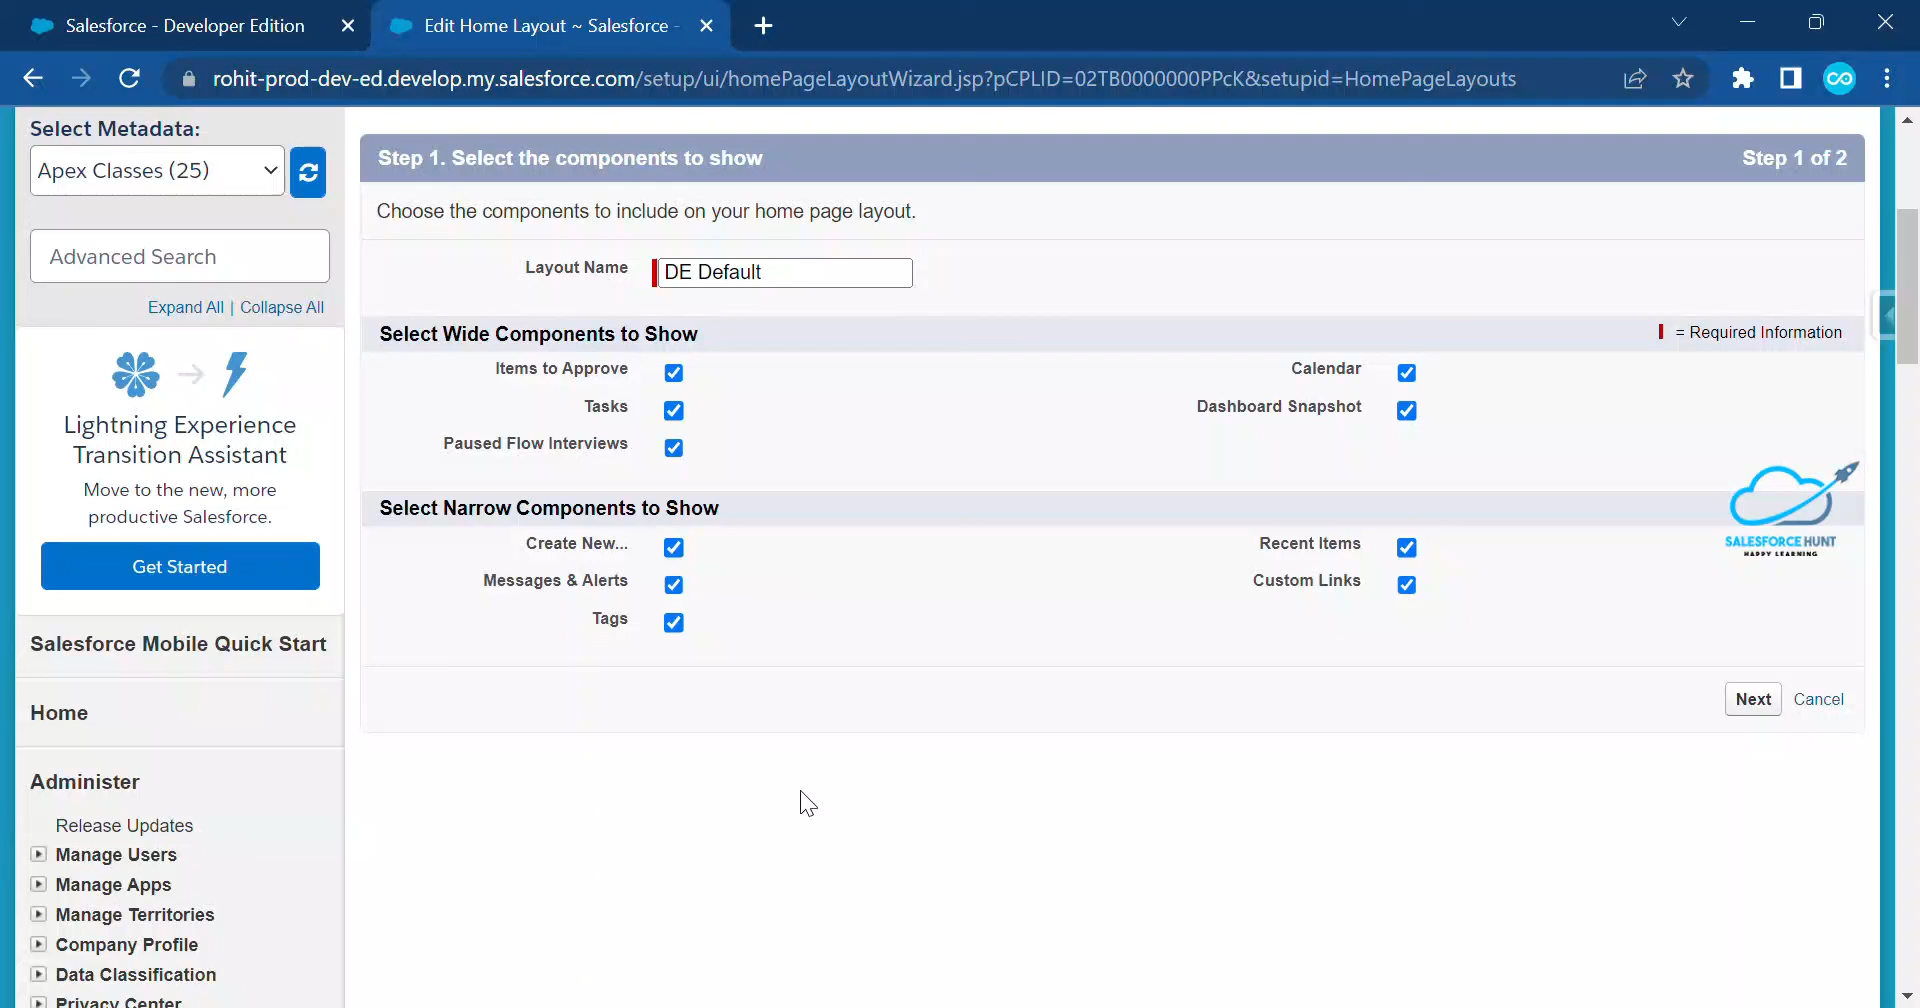 Salesforce - Developer Edition
Edit Home Layout ~ Salesforce -
rohit-prod-dev-ed.develop.my.salesforce.com/setup/ui/homePageLayoutWizard.jsp?pCPLID=02TB0000000PPcK&setupid=HomePageLayouts
Select Metadata:
Apex Classes (25)
Advanced Search
Expand All | Collapse All
Lightning Experience
Transition Assistant
Move to the new, more
productive Salesforce.
Get Started
Salesforce Mobile Quick Start
Home
Administer
Release Updates
Manage Users
Manage Apps
Manage Territories
Company Profile
Data Classification
Privacy Center
Step 1. Select the components to show
Step 1 of 2
Choose the components to include on your home page layout.
Layout Name
DE Default
Select Wide Components to Show
= Required Information
Items to Approve
Calendar
Tasks
Dashboard Snapshot
Paused Flow Interviews
Select Narrow Components to Show
SALESFORCE HUNT
HAPPY LEARNING
Create New...
Recent Items
Messages & Alerts
Custom Links
Tags
Next
Cancel